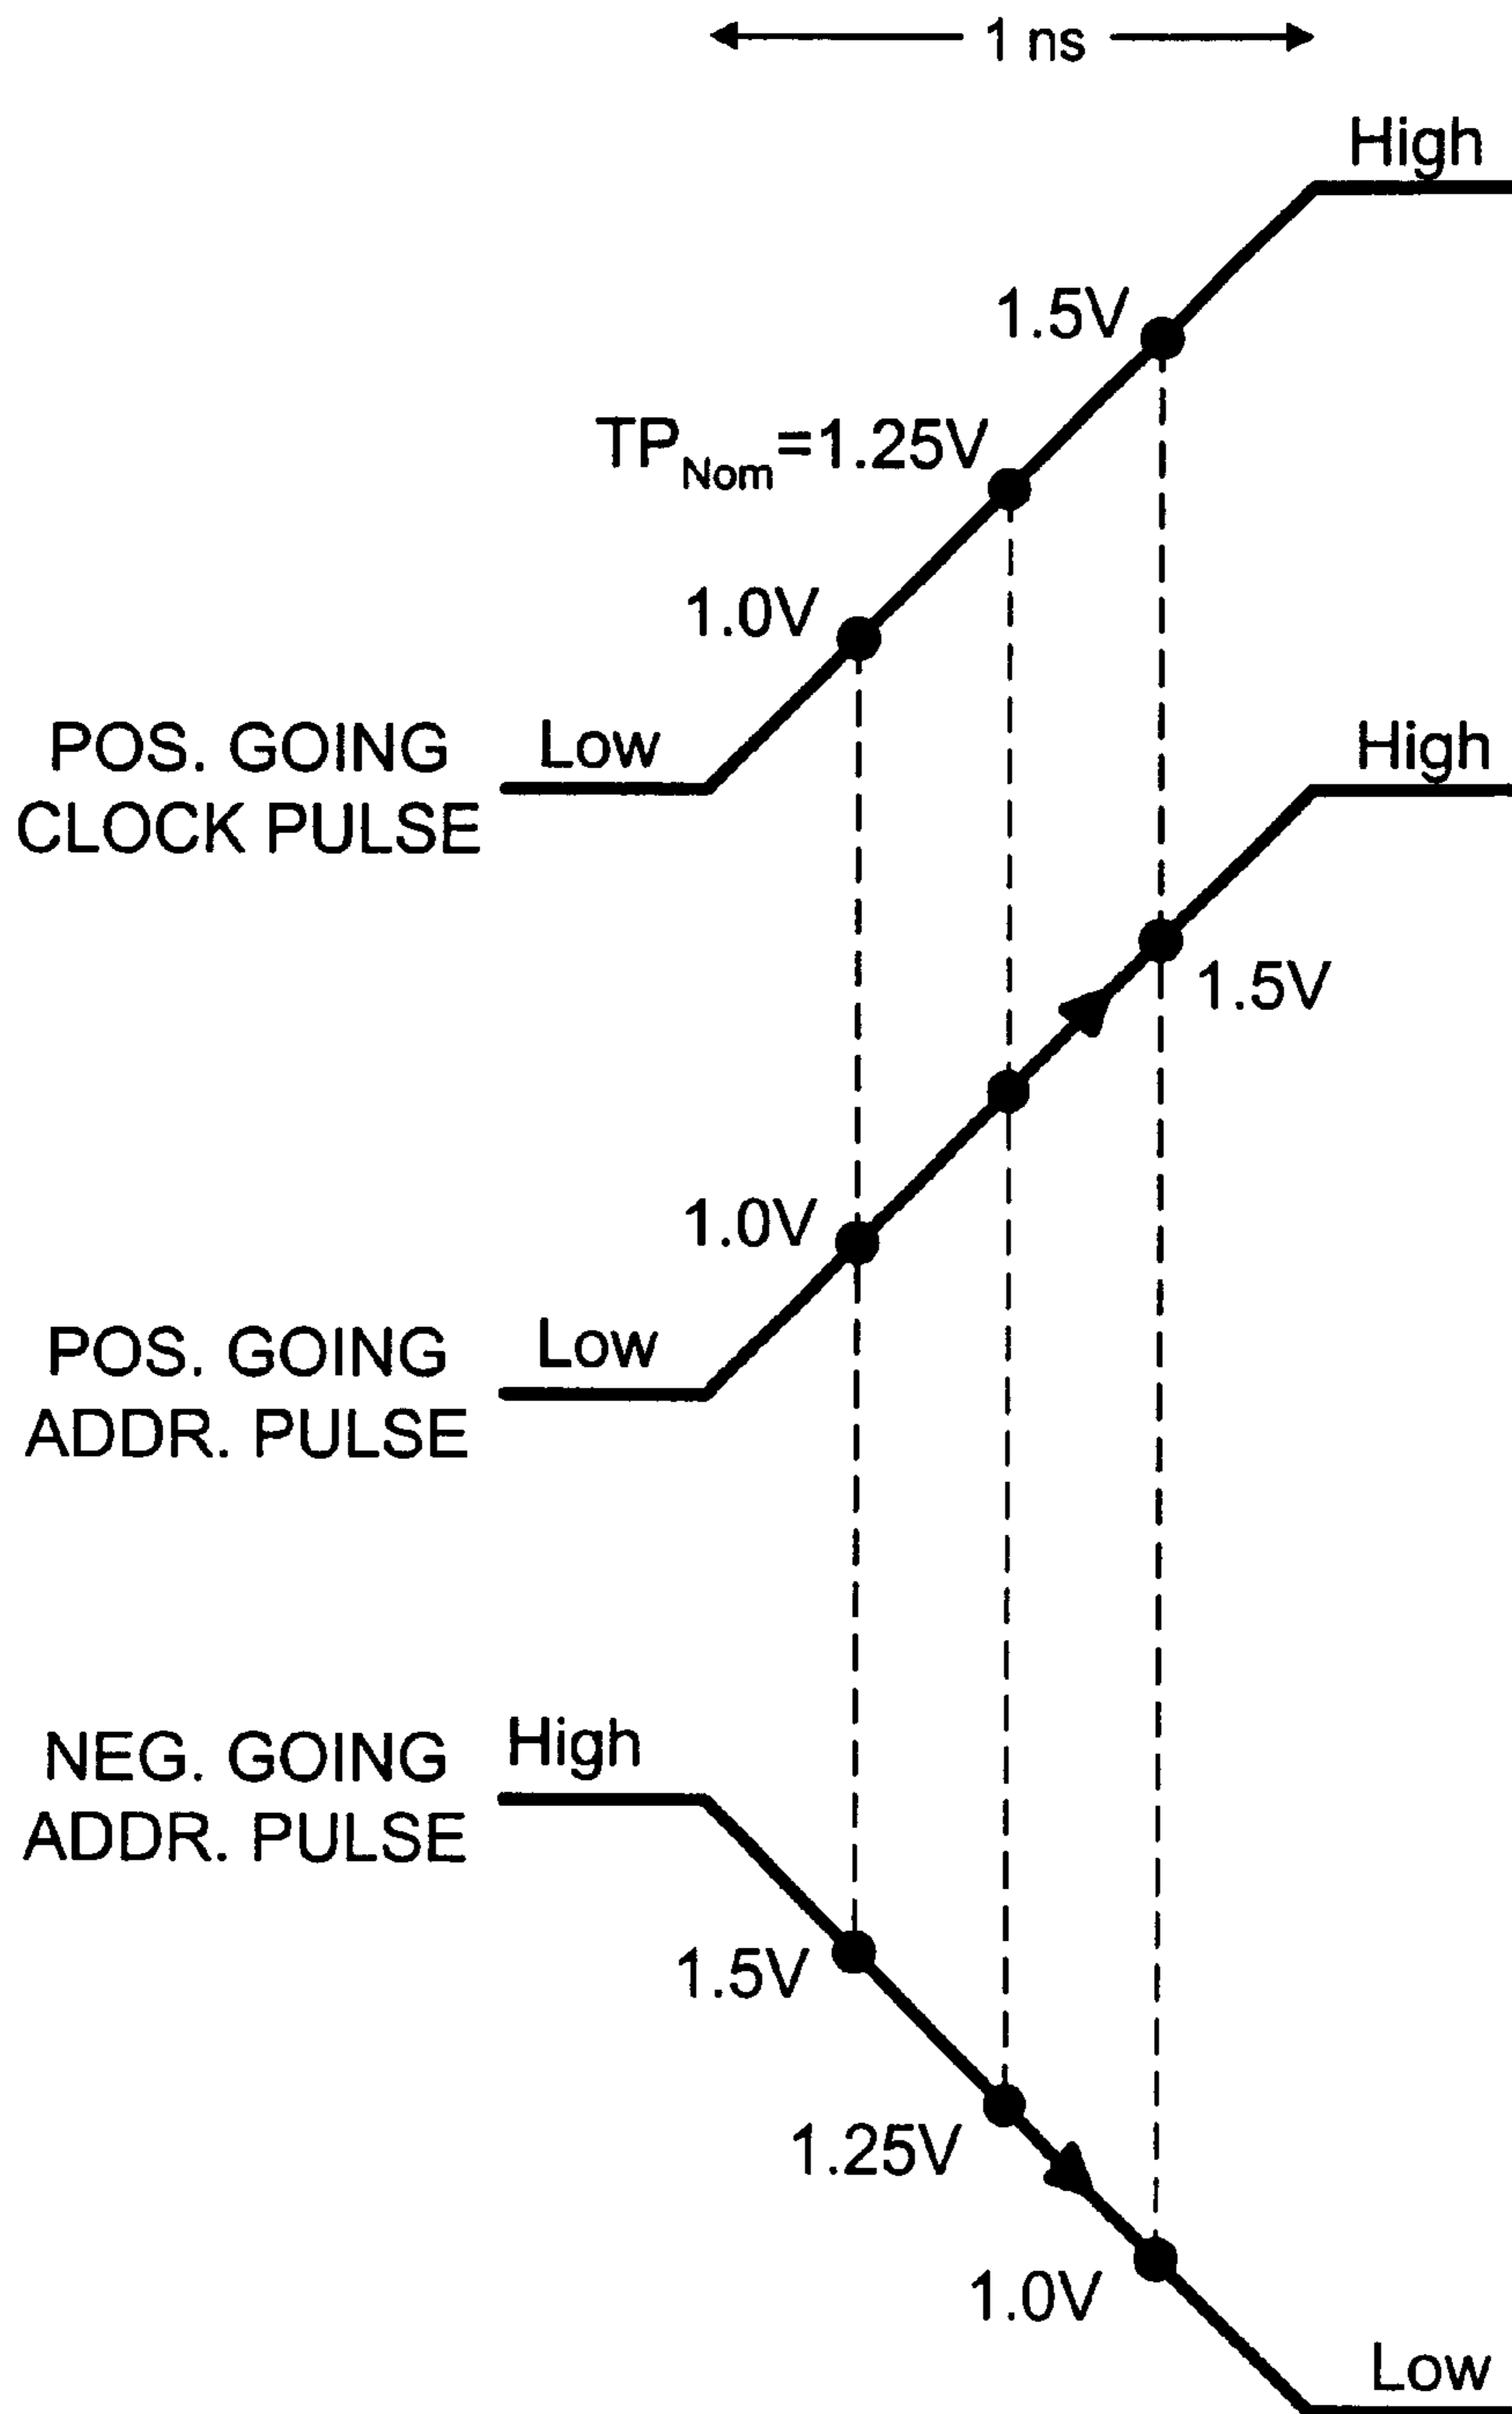 1 ns
High
1.5V
TPNom=1.25V
1.0V
POS. GOING
CLOCK PULSE
Low
High
1.5V
1.0V
POS. GOING
ADDR. PULSE
Low
NEG. GOING
ADDR. PULSE
High
1.5V
1.25V
1.0V
Low